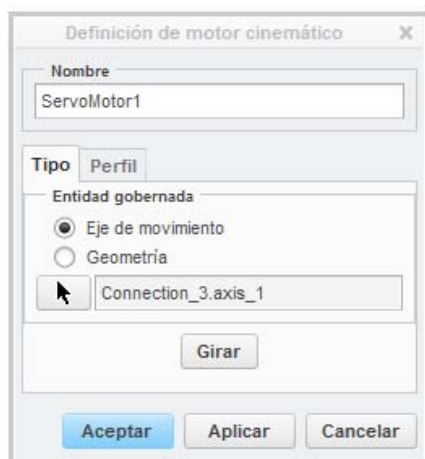 Definición de motor cinemático
Nombre
ServoMotor1
Tipo Perfil
Entidad gobernada
Eje de movimiento
Geometría
Connection_3.axis_1
Girar
Aceptar Aplicar Cancelar